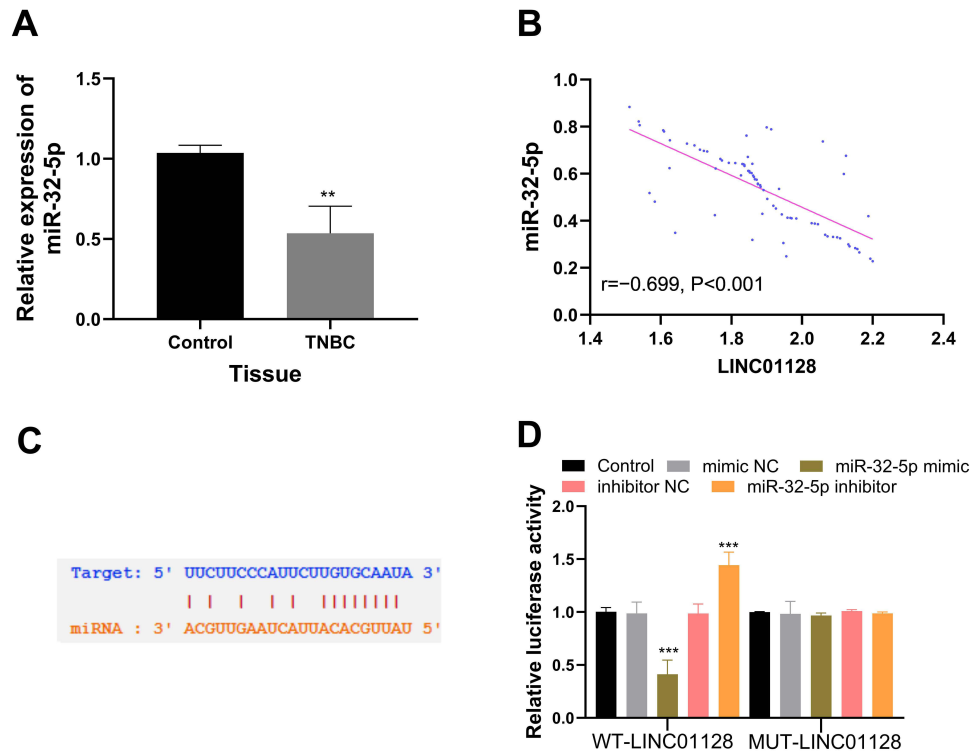 A
Relative expression of
miR-32-5p
1.5
1.0
0.5
0.0
**
Control
TNBC
Tissue
B
miR-32-5p
1.0
0.8
0.6
0.4
0.2
0.0
r=−0.699, P<0.001
1.4
1.6
1.8
2.0
2.2
2.4
LINC01128
C
Target: 5' UUCUUCCCAUUCUUGUGCAAUA 3'
miRNA : 3' ACGUUGAAUCAUUACACGUUAU 5'
D
Control
mimic NC
miR-32-5p mimic
inhibitor NC
miR-32-5p inhibitor
Relative luciferase activity
2.0
1.5
1.0
0.5
0.0
***
***
WT-LINC01128
MUT-LINC01128